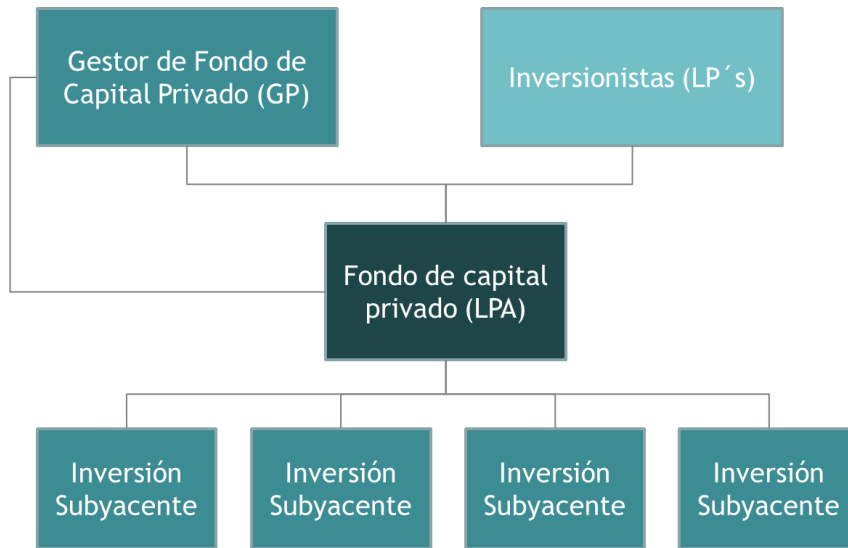 Gestor de Fondo de
Capital Privado (GP)
Inversionistas (LP´s)
Fondo de capital
privado (LPA)
Inversión
Subyacente
Inversión
Subyacente
Inversión
Subyacente
Inversión
Subyacente